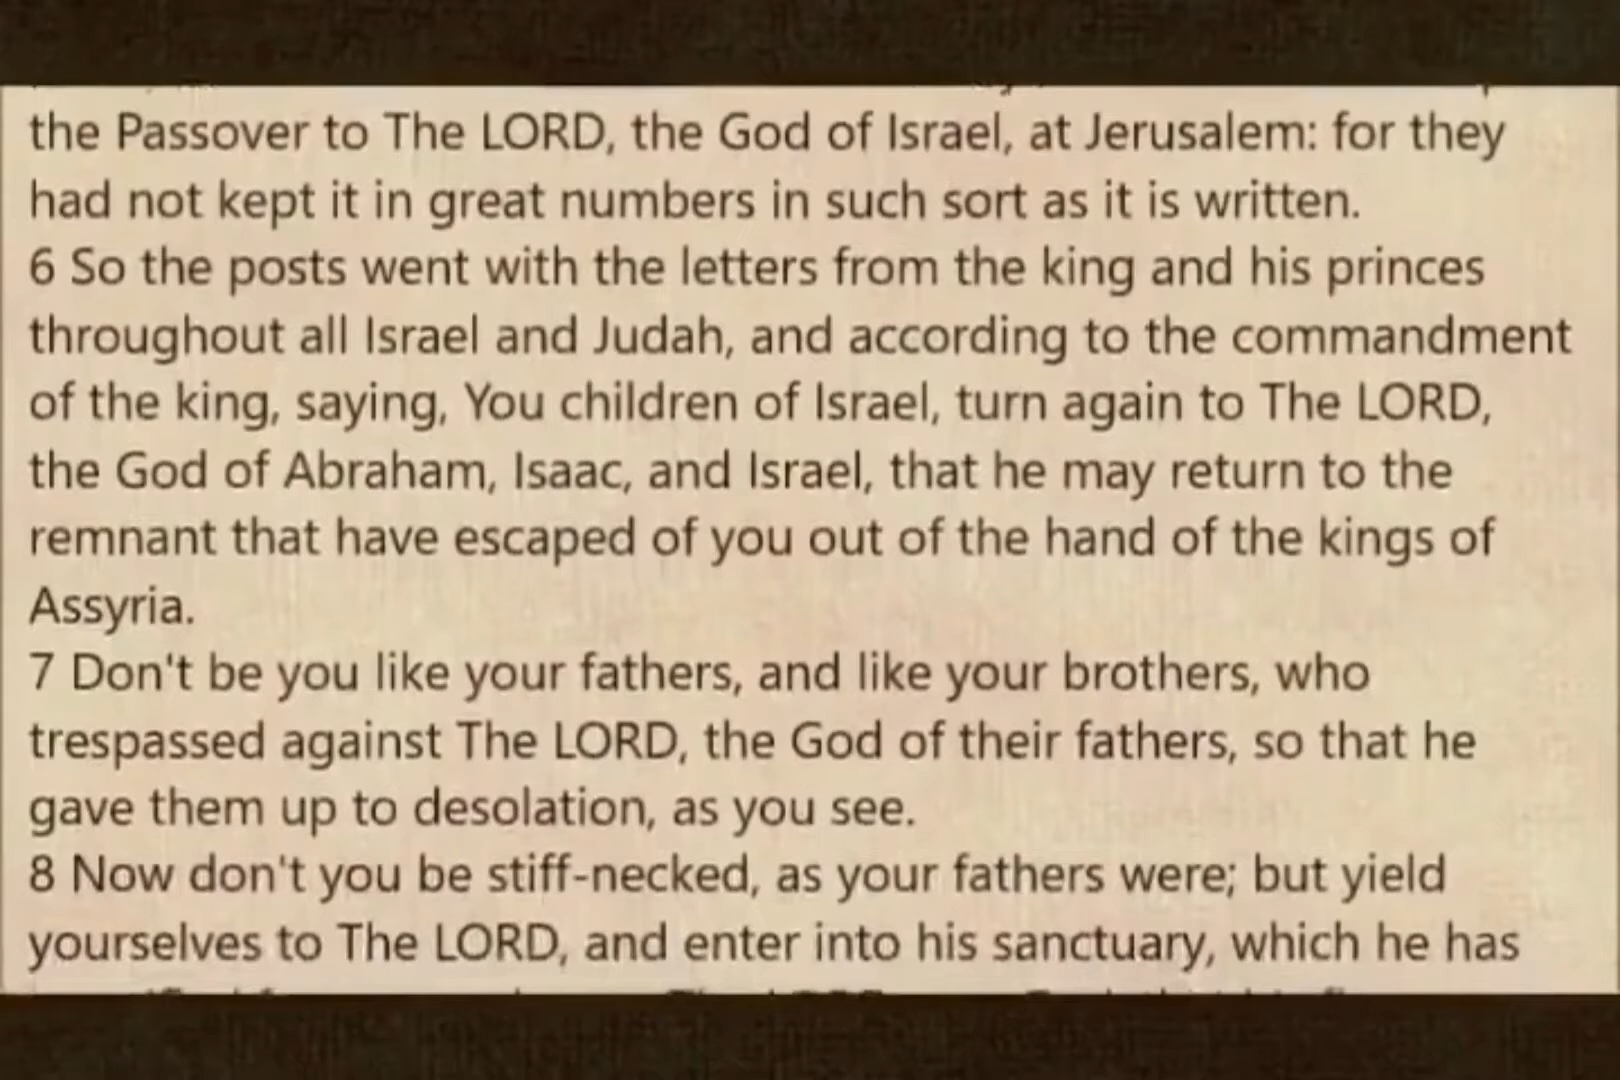 the Passover to The LORD, the God of Israel, at Jerusalem: for they
had not kept it in great numbers in such sort as it is written.
6 So the posts went with the letters from the king and his princes
throughout all Israel and Judah, and according to the commandment
of the king, saying, You children of Israel, turn again to The LORD,
the God of Abraham, Isaac, and Israel, that he may return to the
remnant that have escaped of you out of the hand of the kings of
Assyria.
7 Don't be you like your fathers, and like your brothers, who
trespassed against The LORD, the God of their fathers, so that he
gave them up to desolation, as you see.
8 Now don't you be stiff-necked, as your fathers were; but yield
yourselves to The LORD, and enter into his sanctuary, which he has